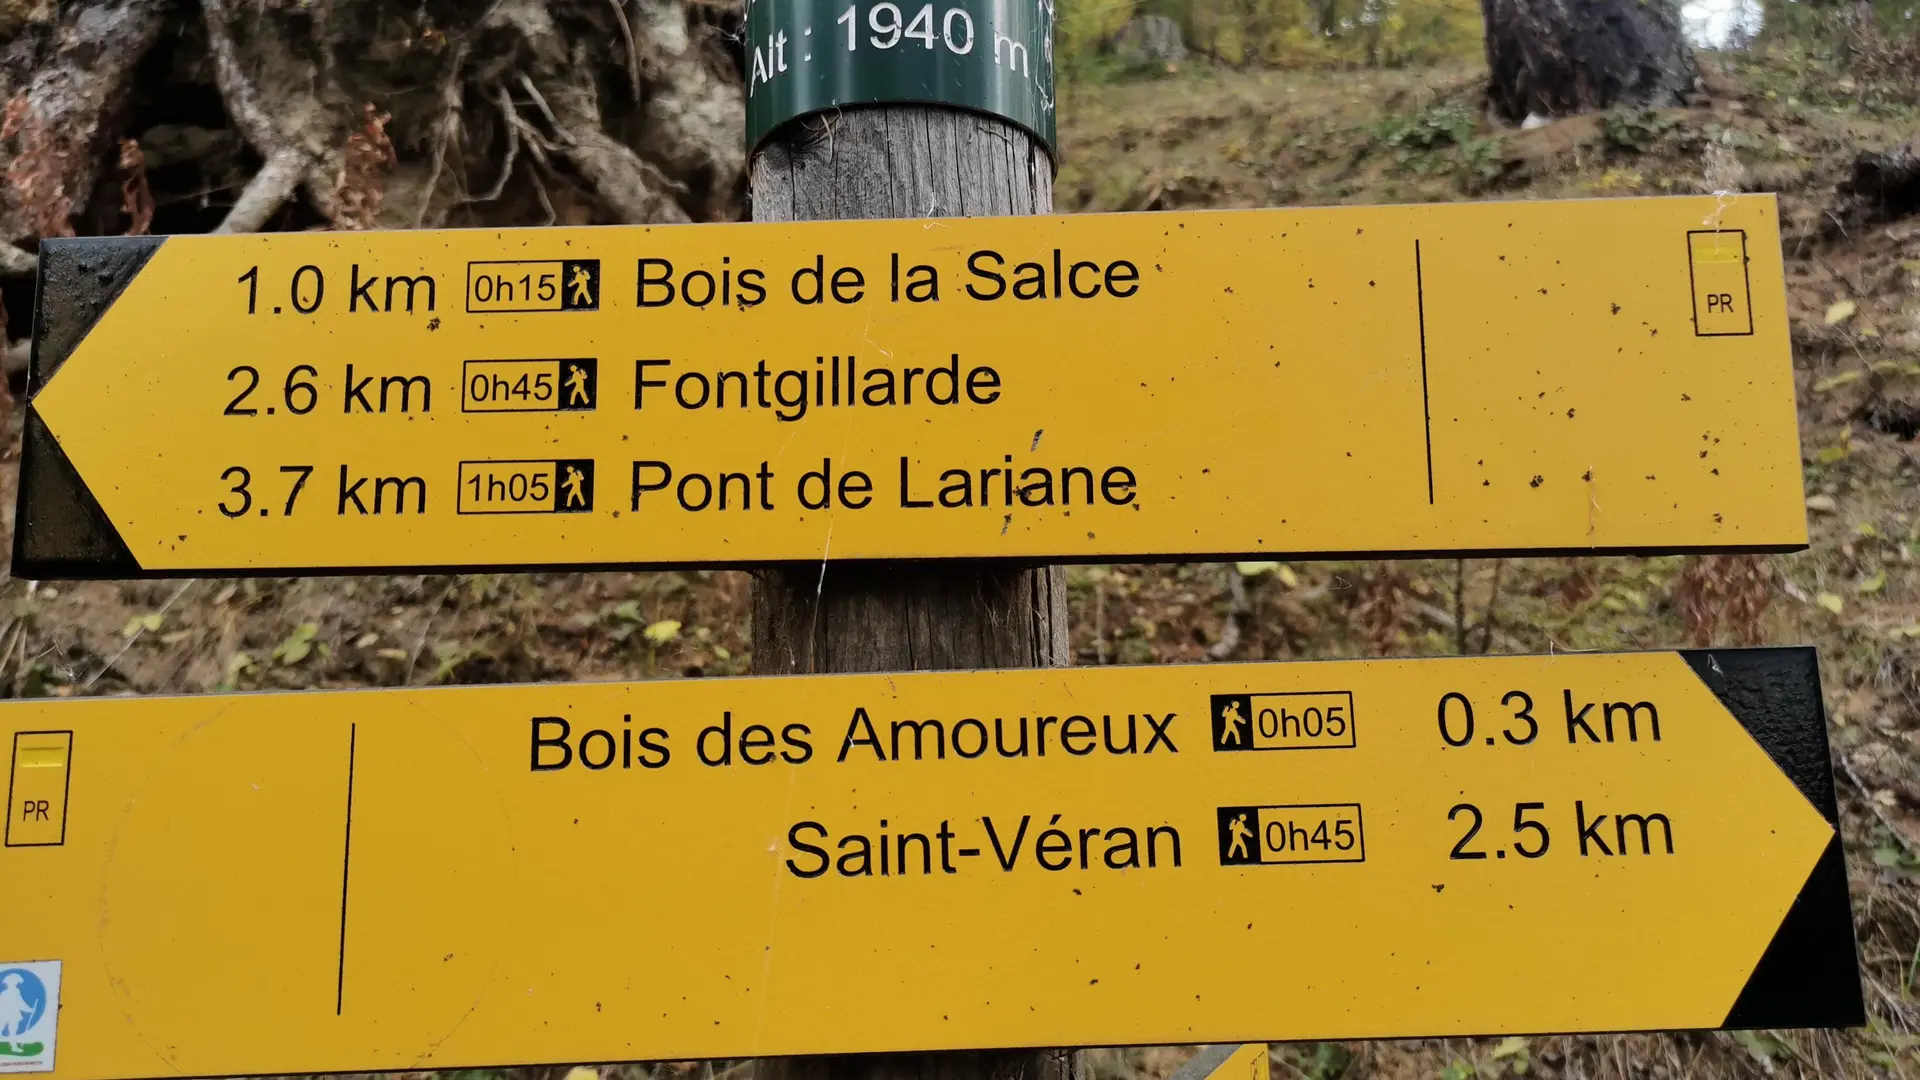 Alt : 1940 m
1.0 km 0h15 Bois de la Salce
PR
2.6 km 0h45 Fontgillarde
3.7 km 1h05 Pont de Lariane
Bois des Amoureux 0h05 0.3 km
PR
Saint-Véran 0h45 2.5 km